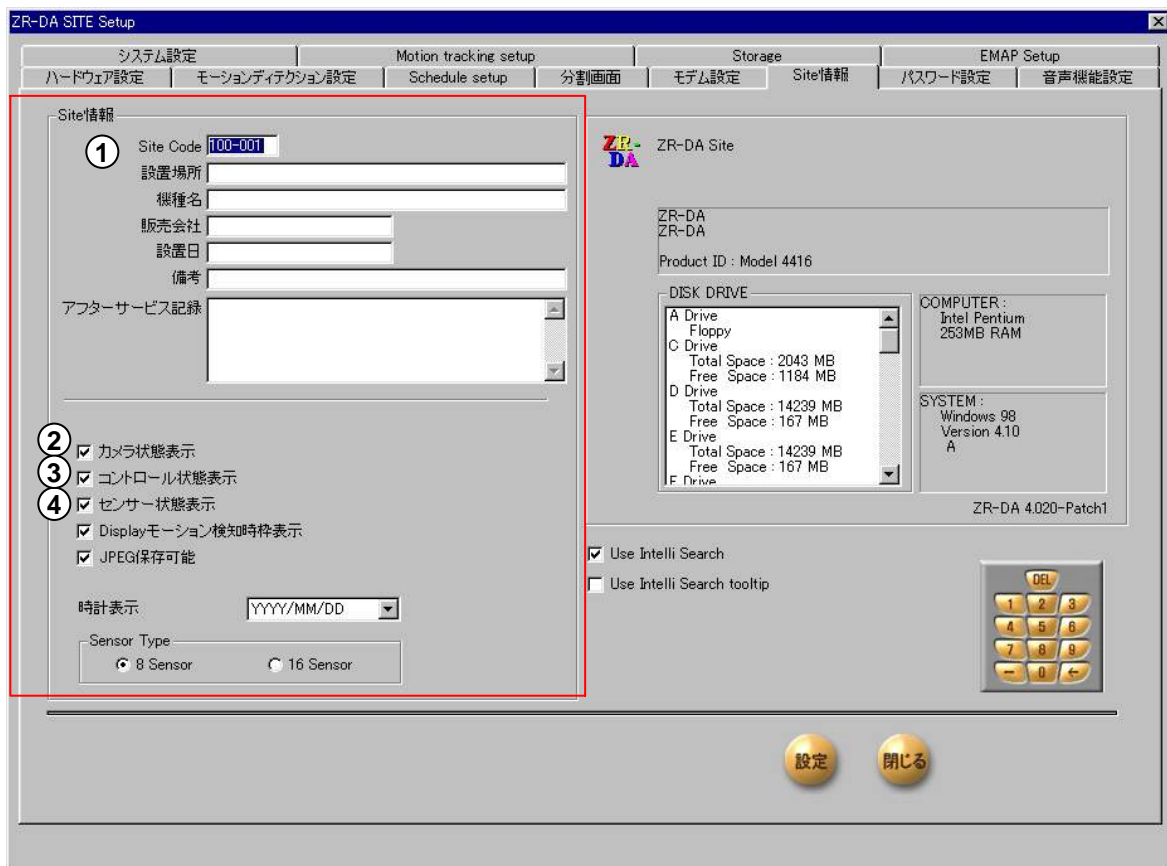 ZR-DA SITE Setup
システム設定
Motion tracking setup
Storage
EMAP Setup
ハードウェア設定
モーションディテクション設定
Schedule setup
分割画面
モデム設定
Site情報
パスワード設定
音声機能設定
Site情報
① Site Code 100-001
設置場所
機種名
販売会社
設置日
備考
アフターサービス記録
② カメラ状態表示
③ コントロール状態表示
④ センサー状態表示
Displayモーション検知時枠表示
JPEG保存可能
時計表示 YYYY/MM/DD
Sensor Type
8 Sensor 16 Sensor
ZR-DA
ZR-DA Site
ZR-DA
ZR-DA
Product ID : Model 4416
DISK DRIVE
A Drive
Floppy
C Drive
Total Space : 2043 MB
Free Space : 1184 MB
D Drive
Total Space : 14239 MB
Free Space : 167 MB
E Drive
Total Space : 14239 MB
Free Space : 167 MB
F Drive
COMPUTER :
Intel Pentium
253MB RAM
SYSTEM :
Windows 98
Version 4.10
A
ZR-DA 4.020-Patch1
Use Intelli Search
Use Intelli Search tooltip
DEL
1 2 3
4 5 6
7 8 9
− 0 ←
設定
閉じる